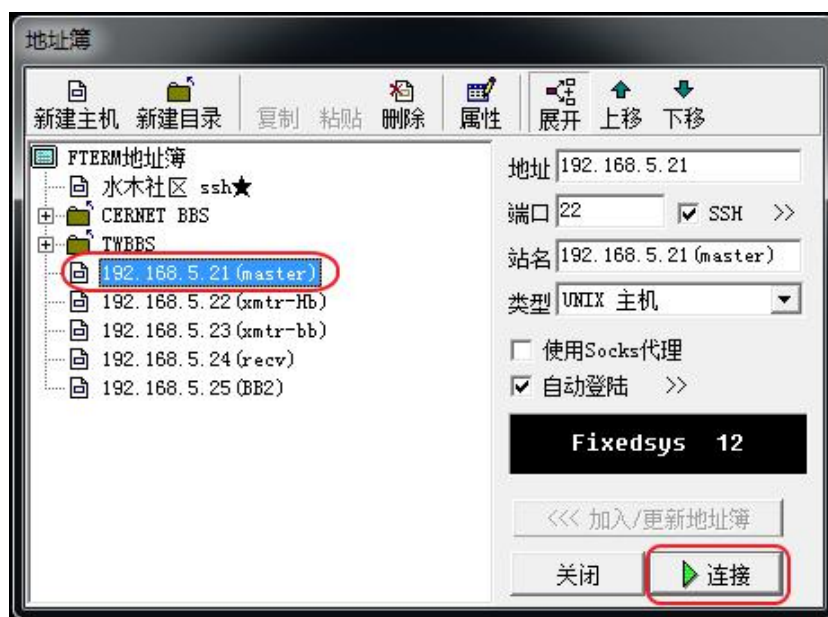 地址簿
新建主机 新建目录 复制 粘贴 删除 属性 展开 上移 下移
FTERM地址簿
水木社区 ssh★
CERNET BBS
TWBBS
192.168.5.21(master)
192.168.5.22(xmtr-Hb)
192.168.5.23(xmtr-bb)
192.168.5.24(recv)
192.168.5.25(BB2)
地址 192.168.5.21
端口 22 SSH >>
站名 192.168.5.21(master)
类型 UNIX 主机
使用Socks代理
自动登陆 >>
Fixedsys 12
<<< 加入/更新地址簿
关闭 连接